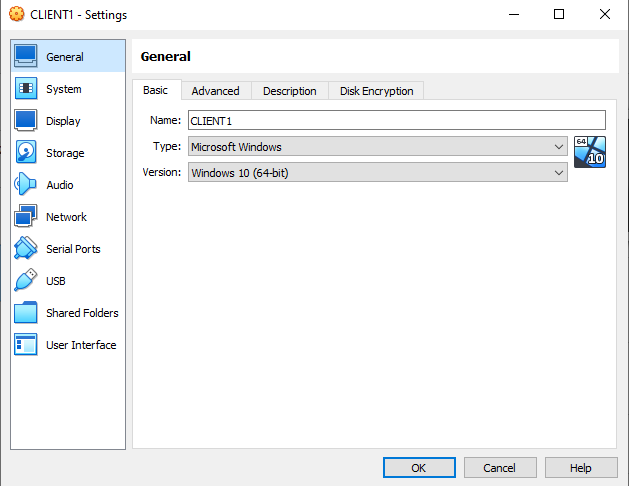 CLIENT1 - Settings
General
System
Display
Storage
Audio
Network
Serial Ports
USB
Shared Folders
User Interface
General
Basic Advanced Description Disk Encryption
Name: CLIENT1
Type: Microsoft Windows
64
10
Version: Windows 10 (64-bit)
OK Cancel Help